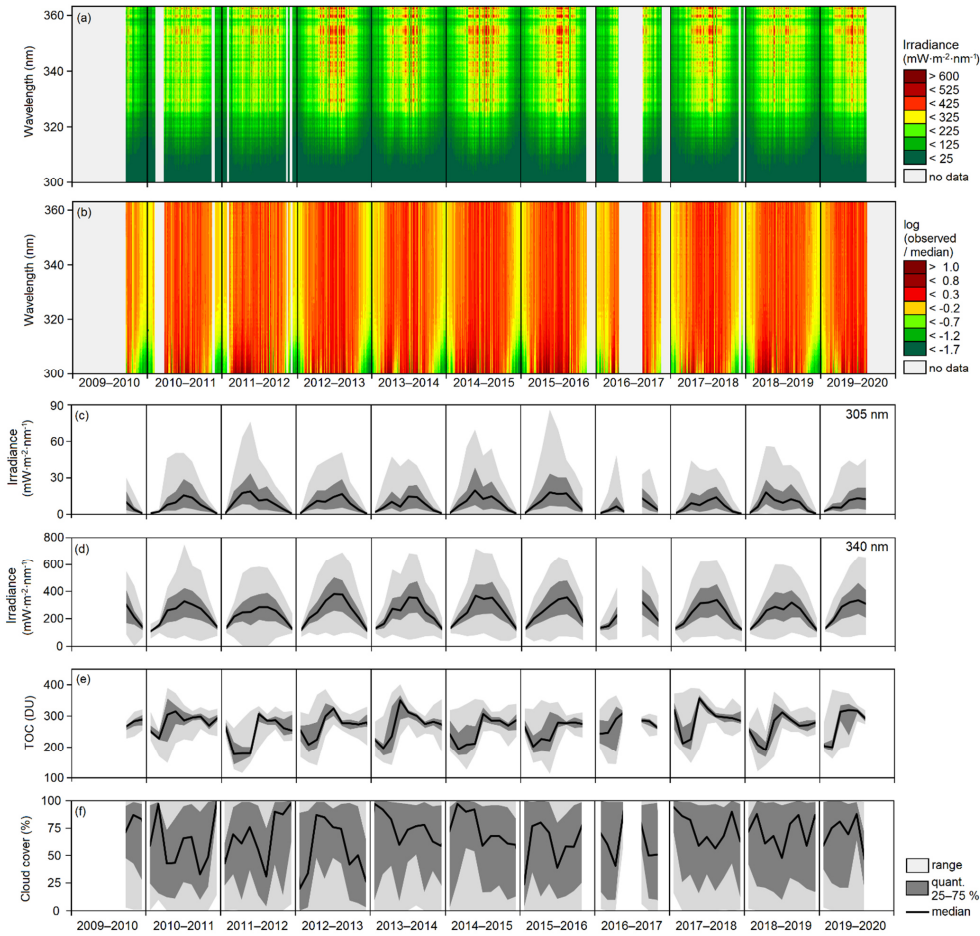 (a)
Wavelength (nm)
360
340
320
300
Irradiance
(mW·m⁻²·nm⁻¹)
> 600
< 525
< 425
< 325
< 225
< 125
< 25
no data
(b)
Wavelength (nm)
360
340
320
300
log
(observed
/ median)
> 1.0
< 0.8
< 0.3
< -0.2
< -0.7
< -1.2
< -1.7
no data
2009–2010 2010–2011 2011–2012 2012–2013 2013–2014 2014–2015 2015–2016 2016–2017 2017–2018 2018–2019 2019–2020
(c)
305 nm
Irradiance
(mW·m⁻²·nm⁻¹)
90
60
30
0
(d)
340 nm
Irradiance
(mW·m⁻²·nm⁻¹)
800
600
400
200
0
(e)
TOC (DU)
400
300
200
100
(f)
Cloud cover (%)
100
75
50
25
0
range
quant.
25–75 %
median
2009–2010 2010–2011 2011–2012 2012–2013 2013–2014 2014–2015 2015–2016 2016–2017 2017–2018 2018–2019 2019–2020